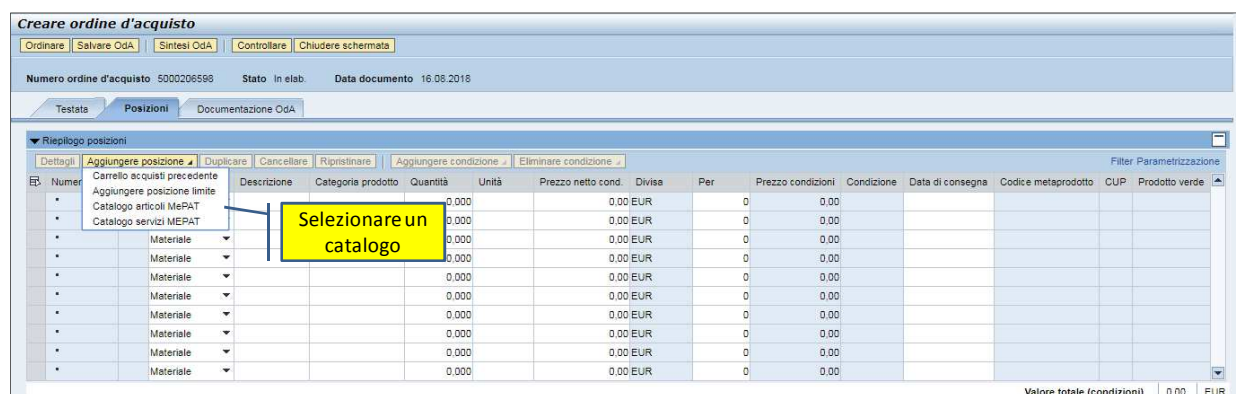 Creare ordine d'acquisto
Ordinare Salvare OdA Sintesi OdA Controllare Chiudere schermata
Numero ordine d'acquisto 5000206598 Stato In elab. Data documento 16.08.2018
Testata Posizioni Documentazione OdA
Riepilogo posizioni
Dettagli Aggiungere posizione Duplicare Cancellare Ripristinare Aggiungere condizione Eliminare condizione Filter Parametrizzazione
Numer Descrizione Categoria prodotto Quantità Unità Prezzo netto cond. Divisa Per Prezzo condizioni Condizione Data di consegna Codice metaprodotto CUP Prodotto verde
Carrello acquisti precedente
Aggiungere posizione limite
Catalogo articoli MePAT
Catalogo servizi MEPAT
Selezionare un
catalogo
• 0,000 0,00 EUR 0 0,00
• 0,000 0,00 EUR 0 0,00
• Materiale 0,000 0,00 EUR 0 0,00
• Materiale 0,000 0,00 EUR 0 0,00
• Materiale 0,000 0,00 EUR 0 0,00
• Materiale 0,000 0,00 EUR 0 0,00
• Materiale 0,000 0,00 EUR 0 0,00
• Materiale 0,000 0,00 EUR 0 0,00
• Materiale 0,000 0,00 EUR 0 0,00
• Materiale 0,000 0,00 EUR 0 0,00
Valore totale (condizioni) 0,00 EUR